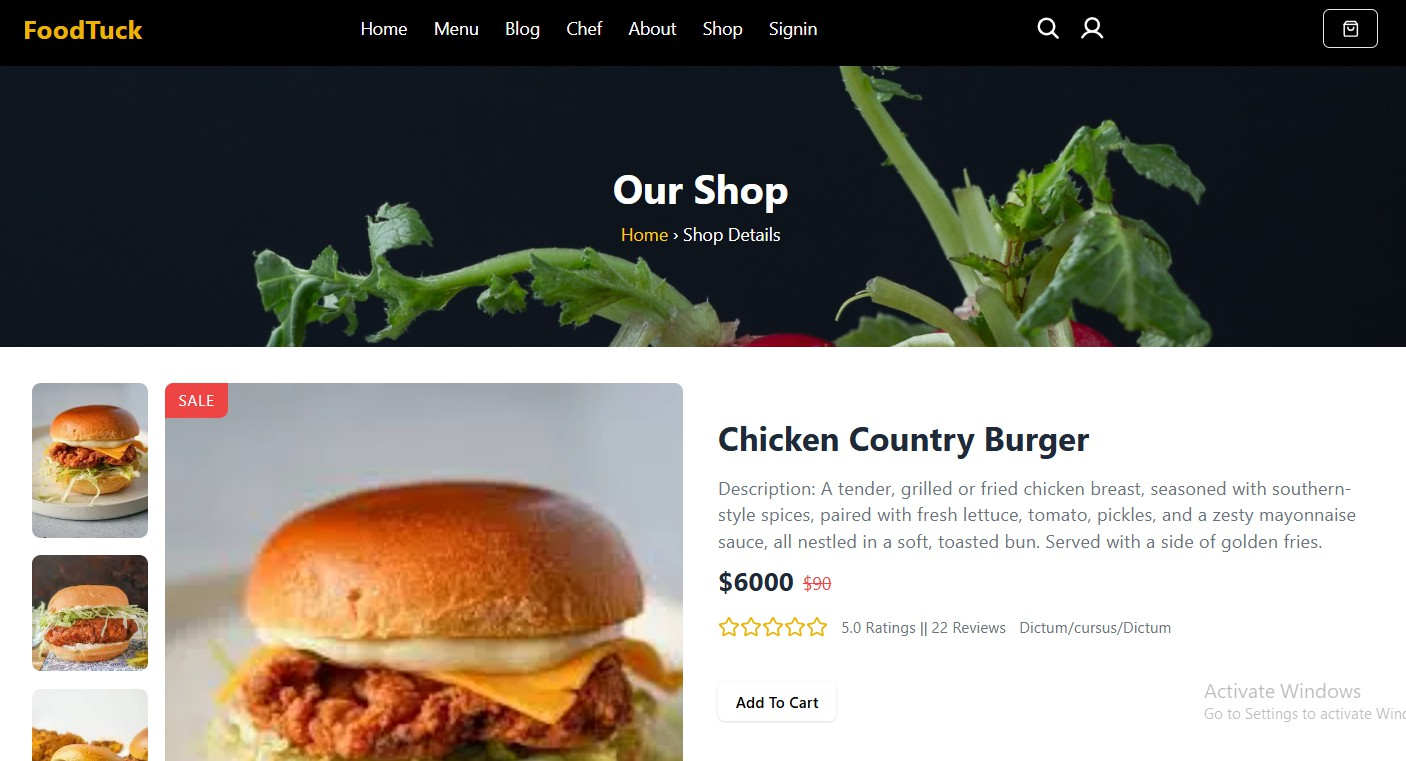 FoodTuck Home Menu Blog Chef About Shop Signin
Our Shop
Home › Shop Details
SALE
Chicken Country Burger
Description: A tender, grilled or fried chicken breast, seasoned with southern-
style spices, paired with fresh lettuce, tomato, pickles, and a zesty mayonnaise
sauce, all nestled in a soft, toasted bun. Served with a side of golden fries.
$6000 $90
5.0 Ratings || 22 Reviews Dictum/cursus/Dictum
Add To Cart
Activate Windows
Go to Settings to activate Wind